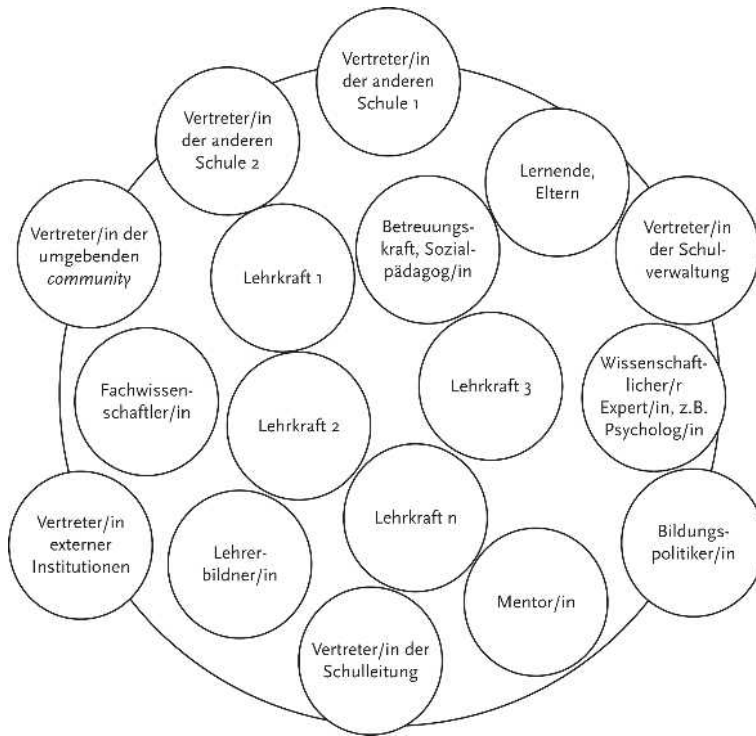 Vertreter/in
der anderen
Schule 1
Vertreter/in
der anderen
Schule 2
Lernende,
Eltern
Vertreter/in der
umgebenden
community
Lehrkraft 1
Betreuungs-
kraft, Sozial-
pädagog/in
Vertreter/in
der Schul-
verwaltung
Fachwissen-
schaftler/in
Lehrkraft 2
Lehrkraft 3
Wissenschaft-
licher/r
Expert/in, z.B.
Psycholog/in
Vertreter/in
externer
Institutionen
Lehrer-
bildner/in
Lehrkraft n
Bildungs-
politiker/in
Mentor/in
Vertreter/in der
Schulleitung